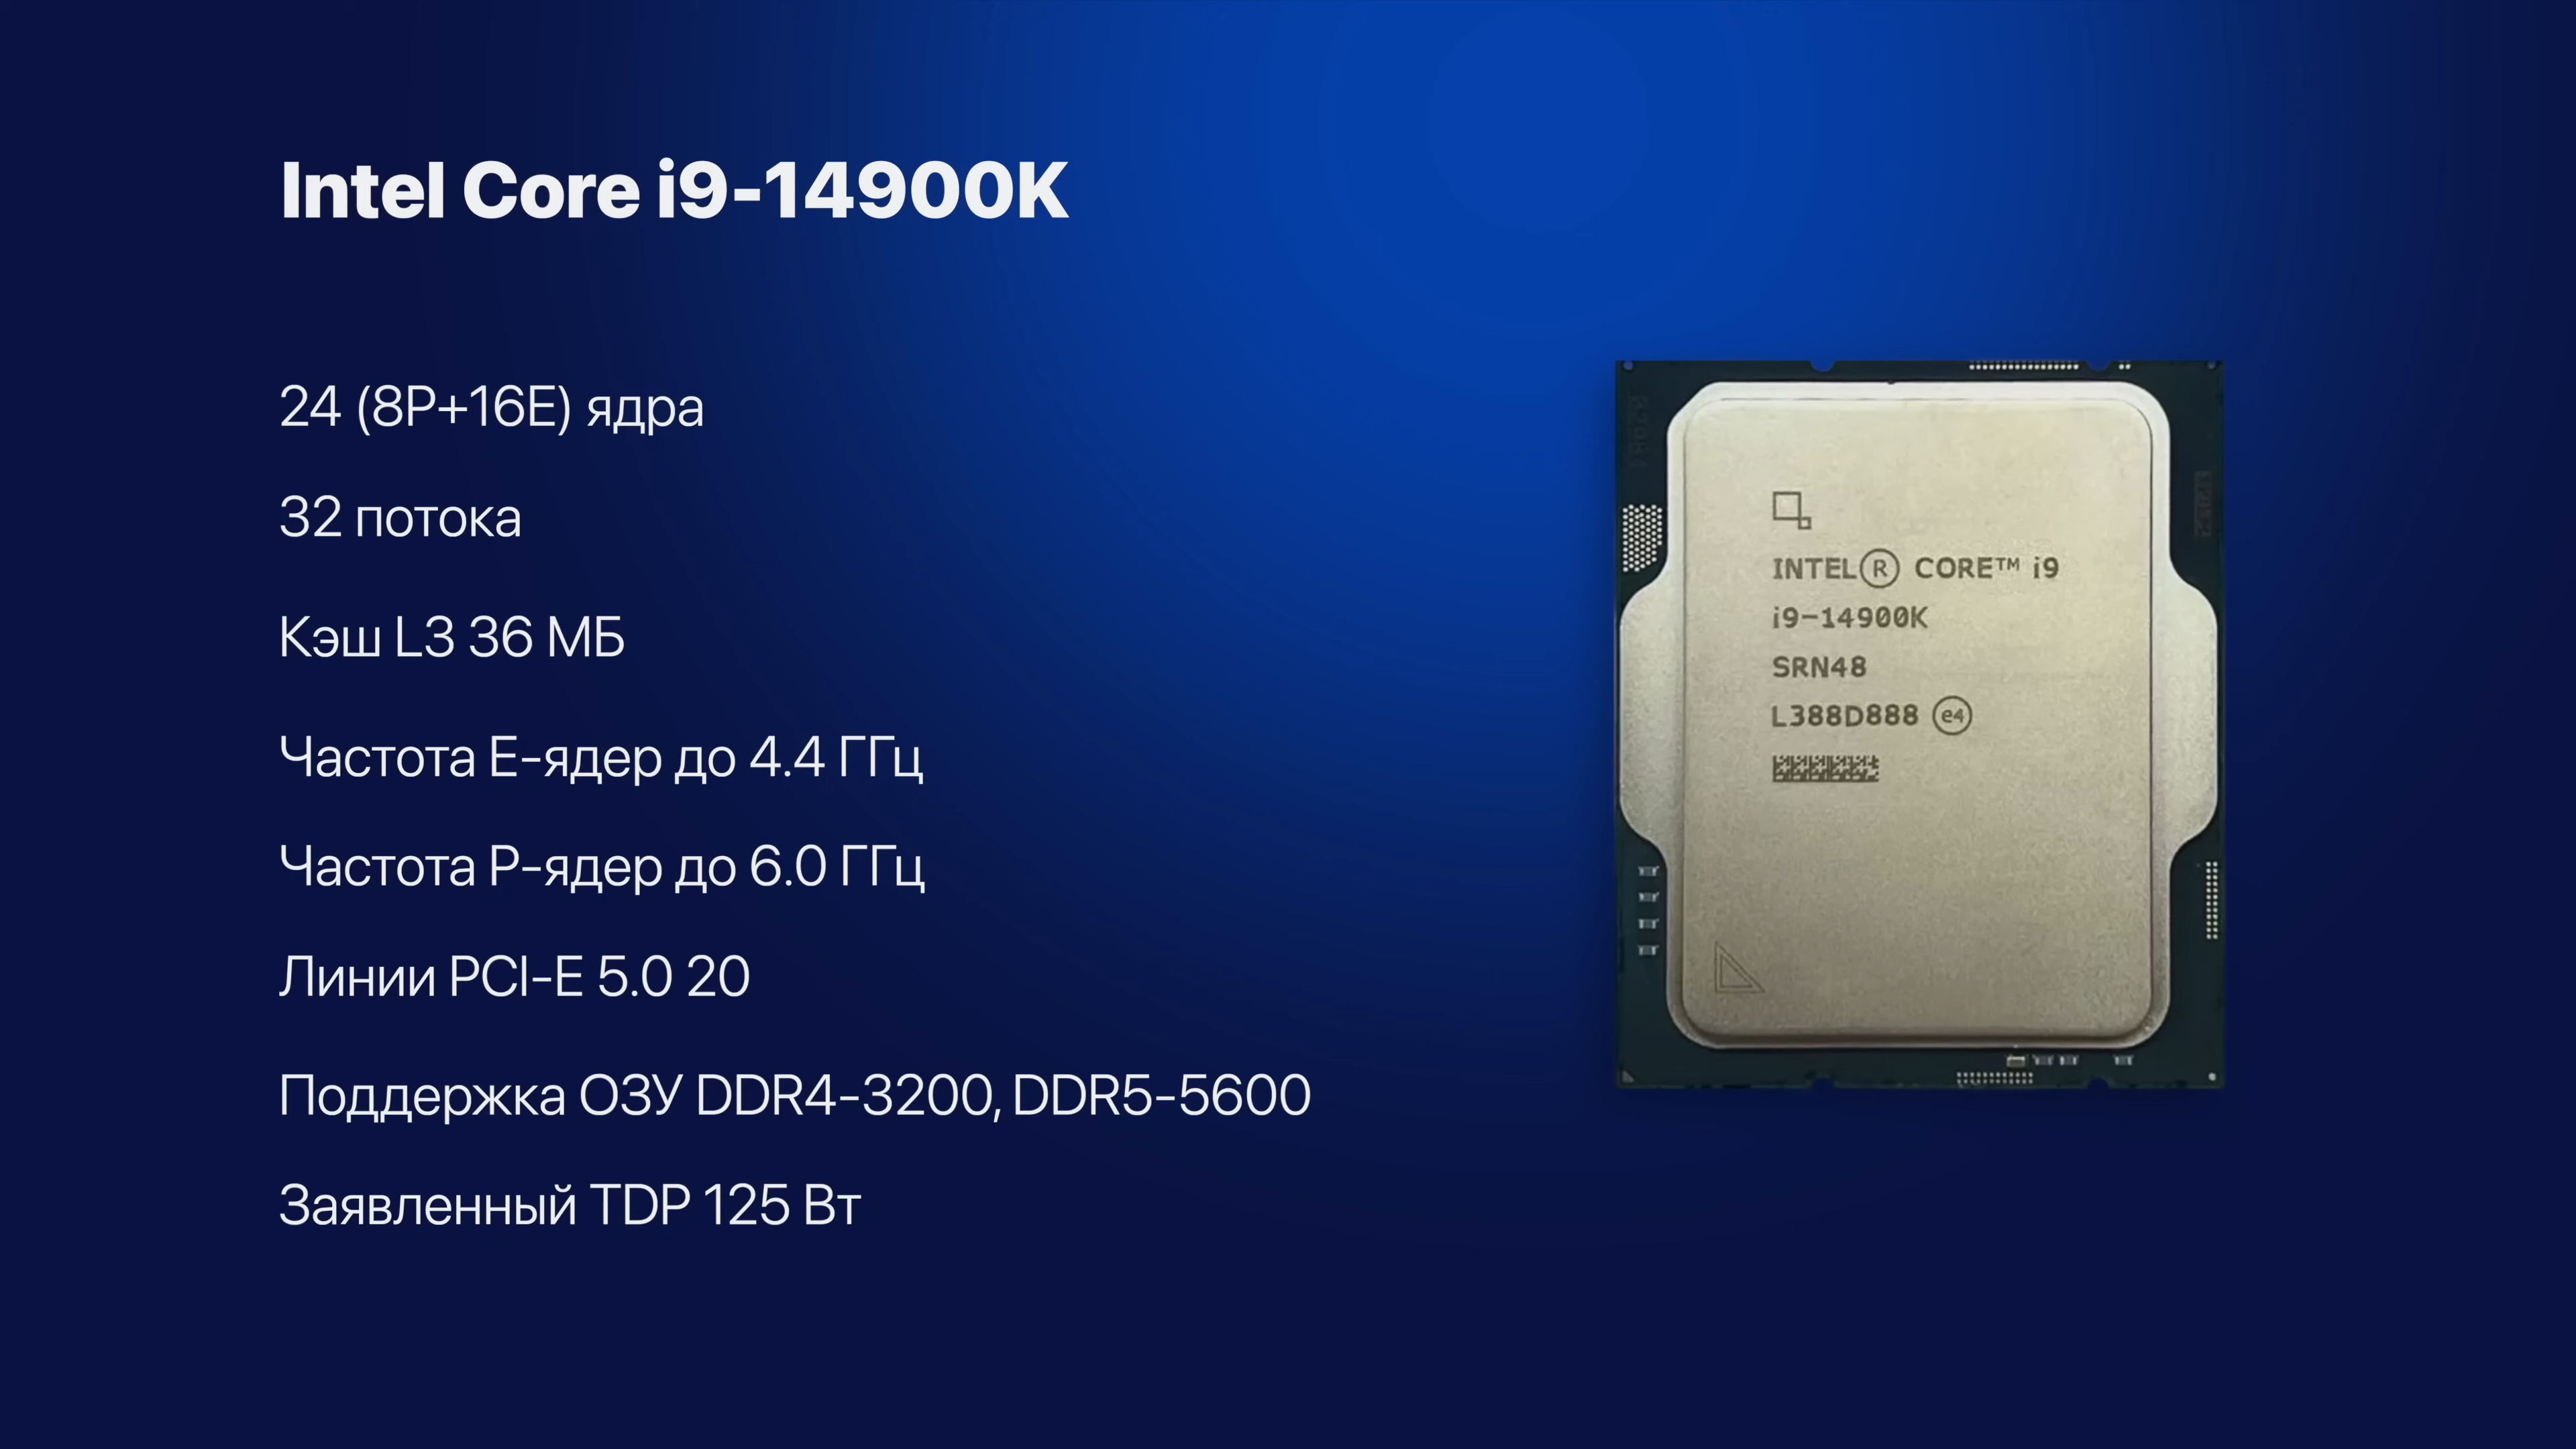 Intel Core i9-14900K
24 (8P+16E) ядра
32 потока
Кэш L3 36 МБ
Частота E-ядер до 4.4 ГГц
Частота P-ядер до 6.0 ГГц
Линии PCI-E 5.0 20
Поддержка ОЗУ DDR4-3200, DDR5-5600
Заявленный TDP 125 Вт
INTEL® CORE™ i9
i9-14900K
SRN48
L388D888 e4